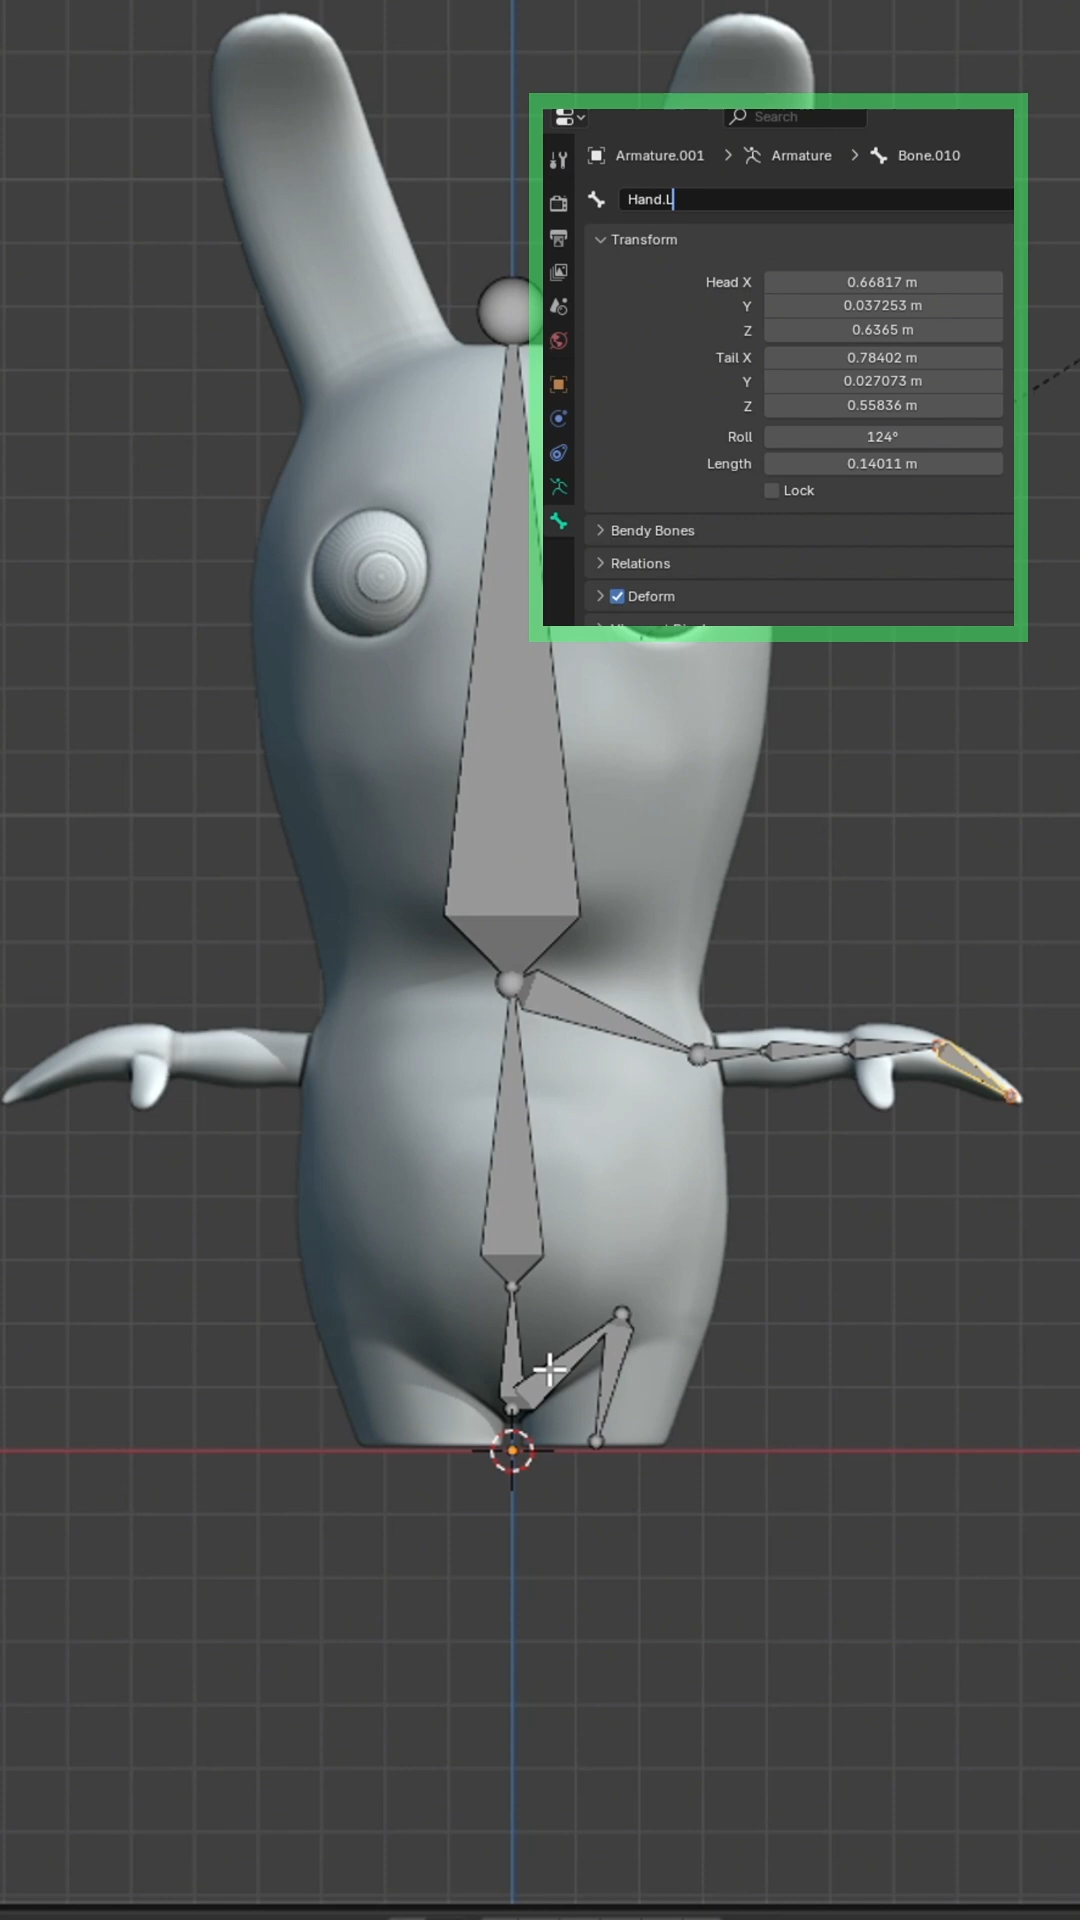 Search
Armature.001 Armature Bone.010
Hand.L
Transform
Head X 0.66817 m
Y 0.037253 m
Z 0.6365 m
Tail X 0.78402 m
Y 0.027073 m
Z 0.55836 m
Roll 124°
Length 0.14011 m
Lock
Bendy Bones
Relations
Deform